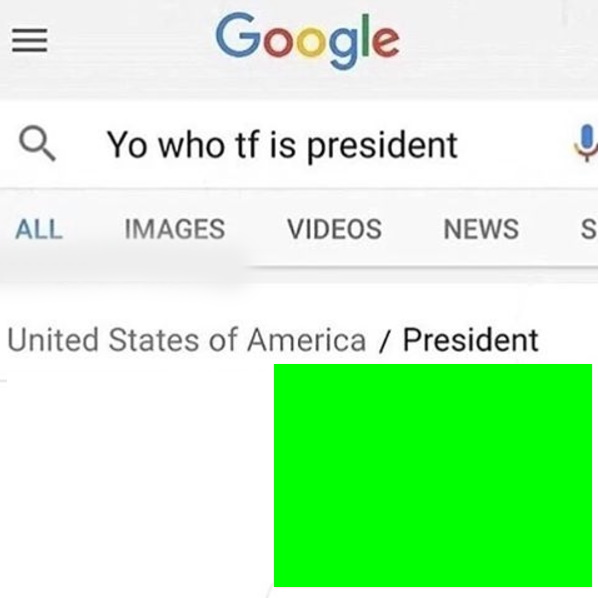 Google
Yo who tf is president
ALL IMAGES VIDEOS NEWS S
United States of America / President